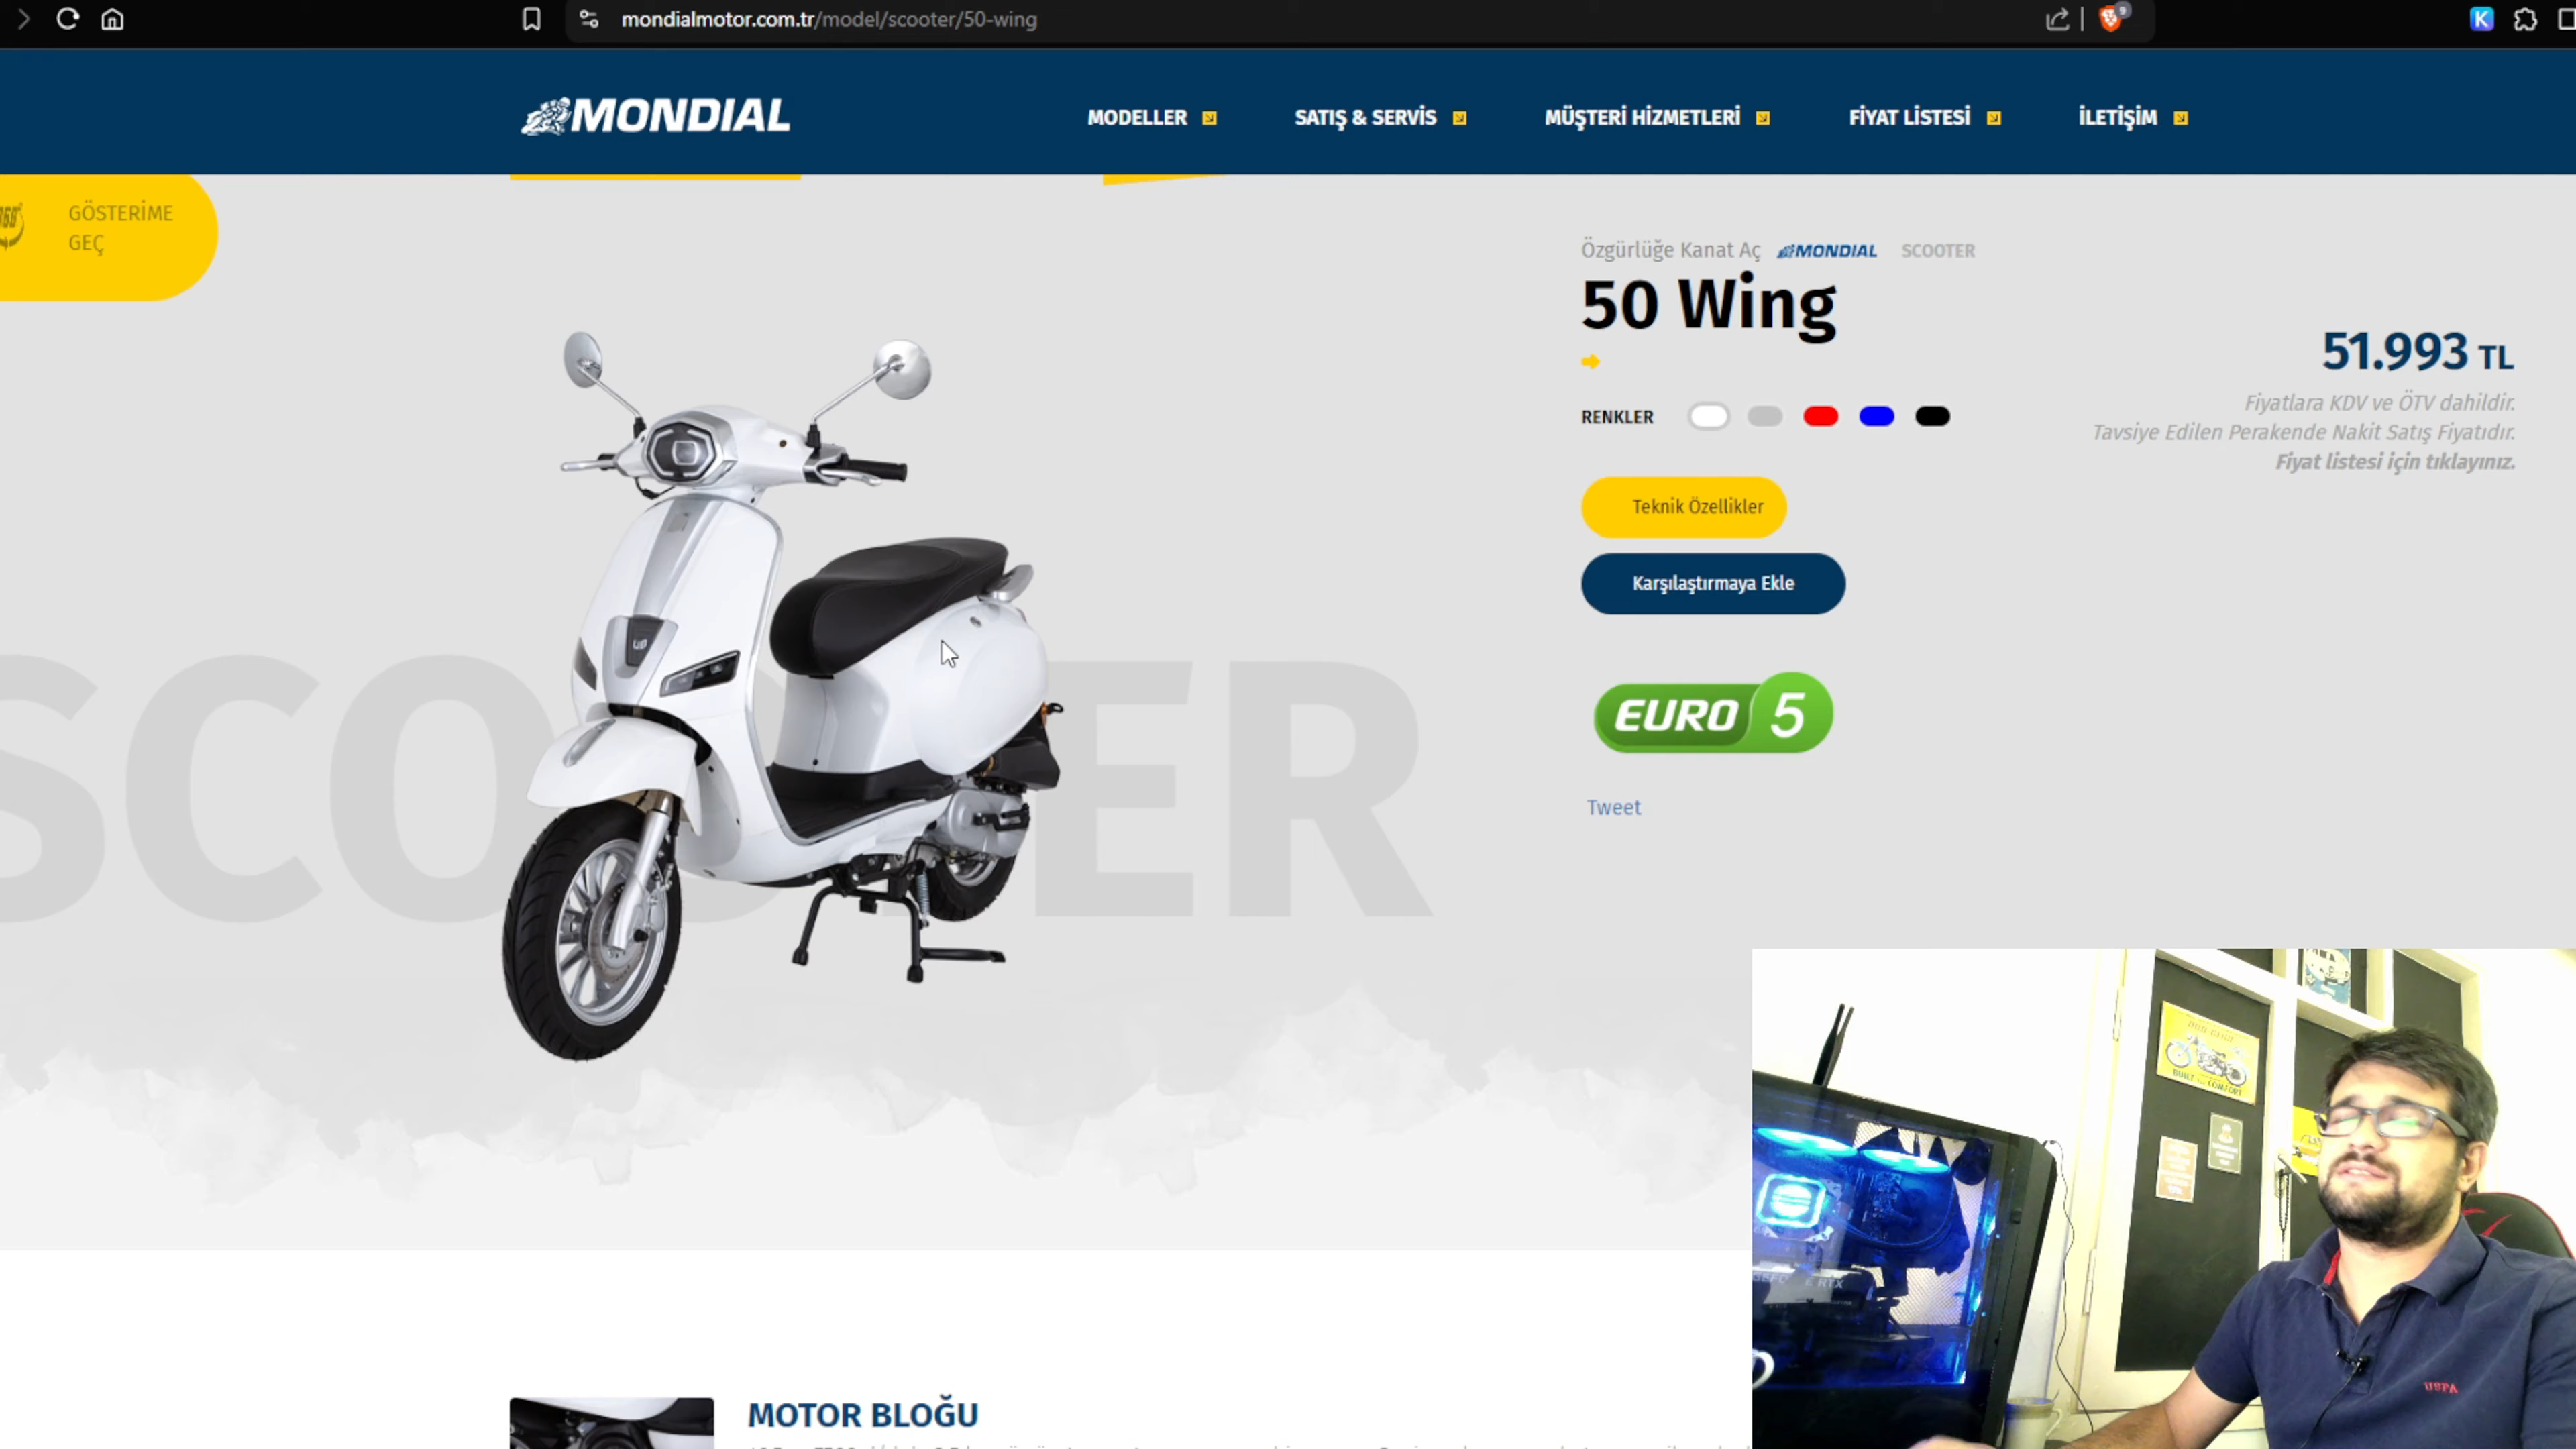 mondialmotor.com.tr/model/scooter/50-wing
MONDIAL
MODELLER
SATIŞ & SERVİS
MÜŞTERİ HİZMETLERİ
FİYAT LİSTESİ
İLETİŞİM
GÖSTERİME
GEÇ
Özgürlüğe Kanat Aç MONDIAL SCOOTER
50 Wing
51.993 TL
Fiyatlara KDV ve ÖTV dahildir.
Tavsiye Edilen Perakende Nakit Satış Fiyatıdır.
Fiyat listesi için tıklayınız.
RENKLER
Teknik Özellikler
Karşılaştırmaya Ekle
SCOOTER
EURO 5
Tweet
MOTOR BLOĞU
USPA